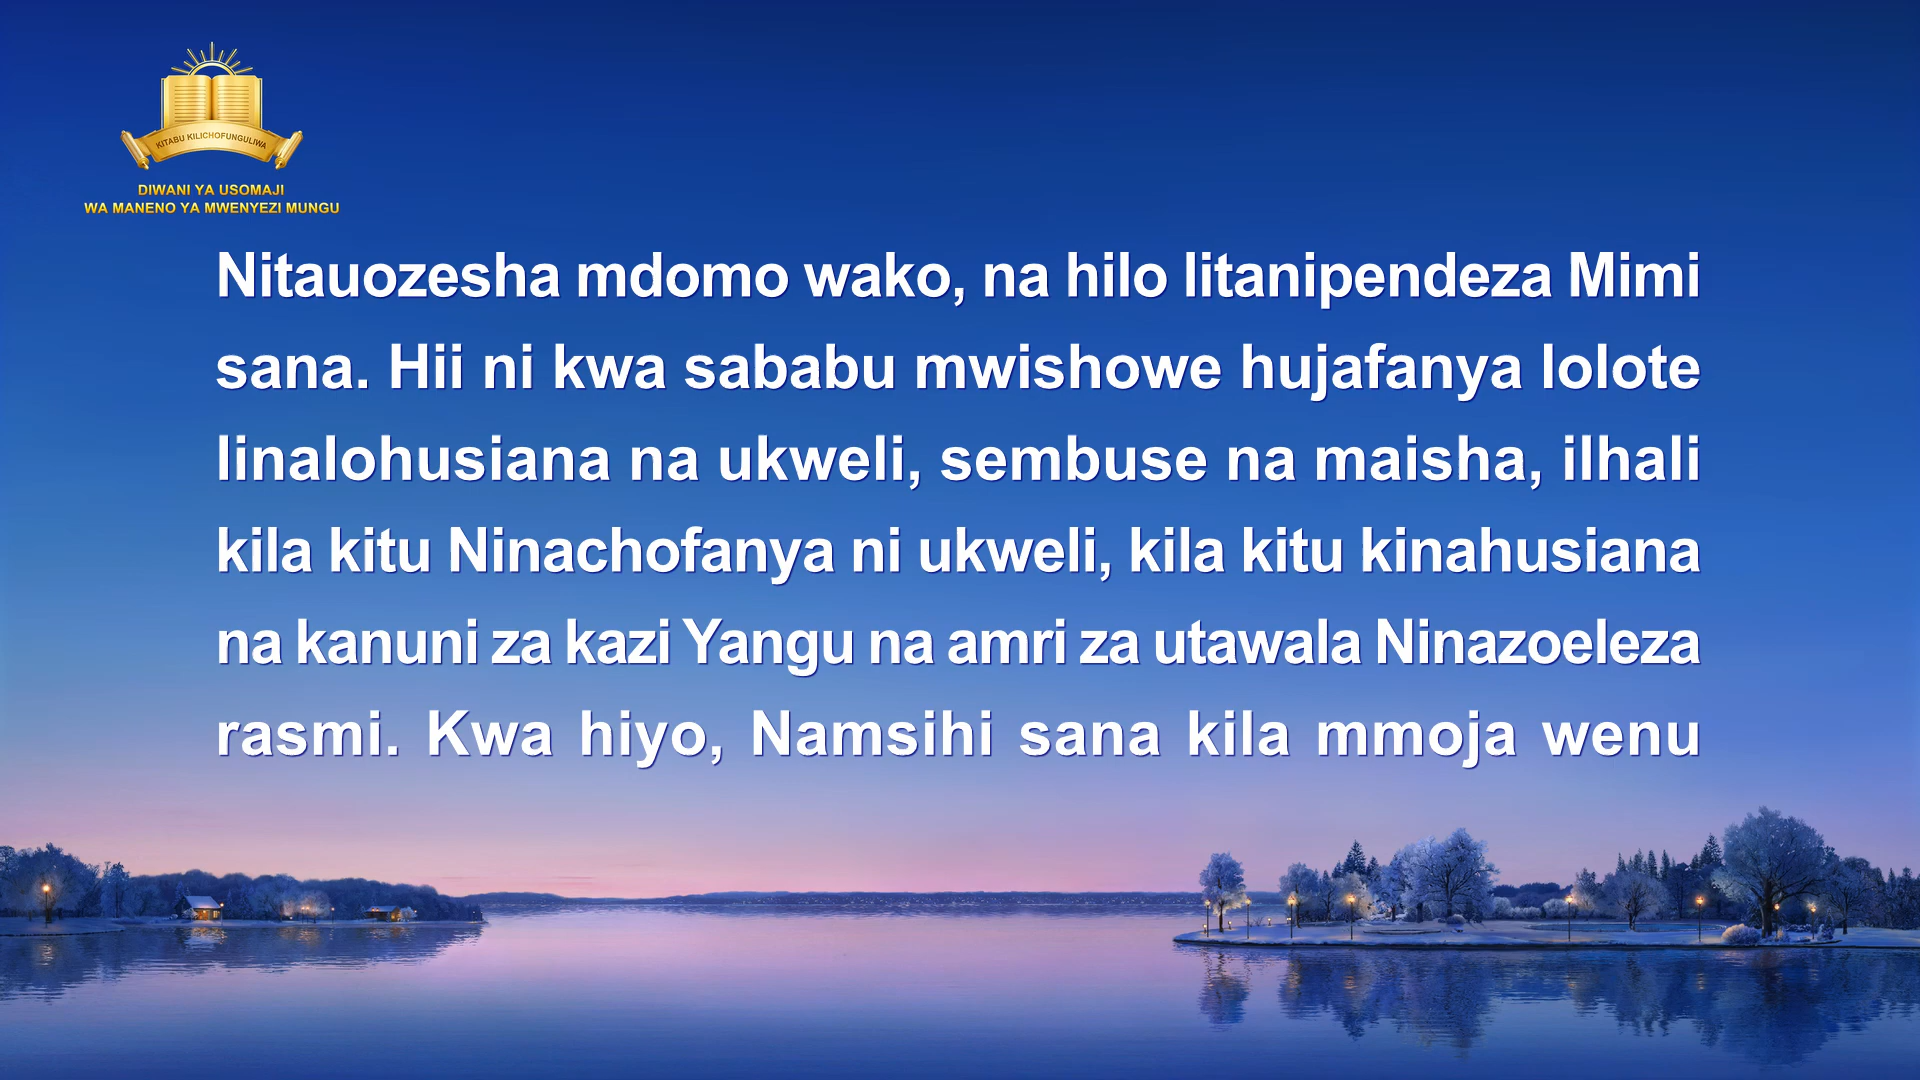 KITABU KILICHOFUNGULIWA
DIWANI YA USOMAJI
WA MANENO YA MWENYEZI MUNGU
Nitauozesha mdomo wako, na hilo litanipendeza Mimi
sana. Hii ni kwa sababu mwishowe hujafanya lolote
linalohusiana na ukweli, sembuse na maisha, ilhali
kila kitu Ninachofanya ni ukweli, kila kitu kinahusiana
na kanuni za kazi Yangu na amri za utawala Ninazoeleza
rasmi. Kwa hiyo, Namsihi sana kila mmoja wenu